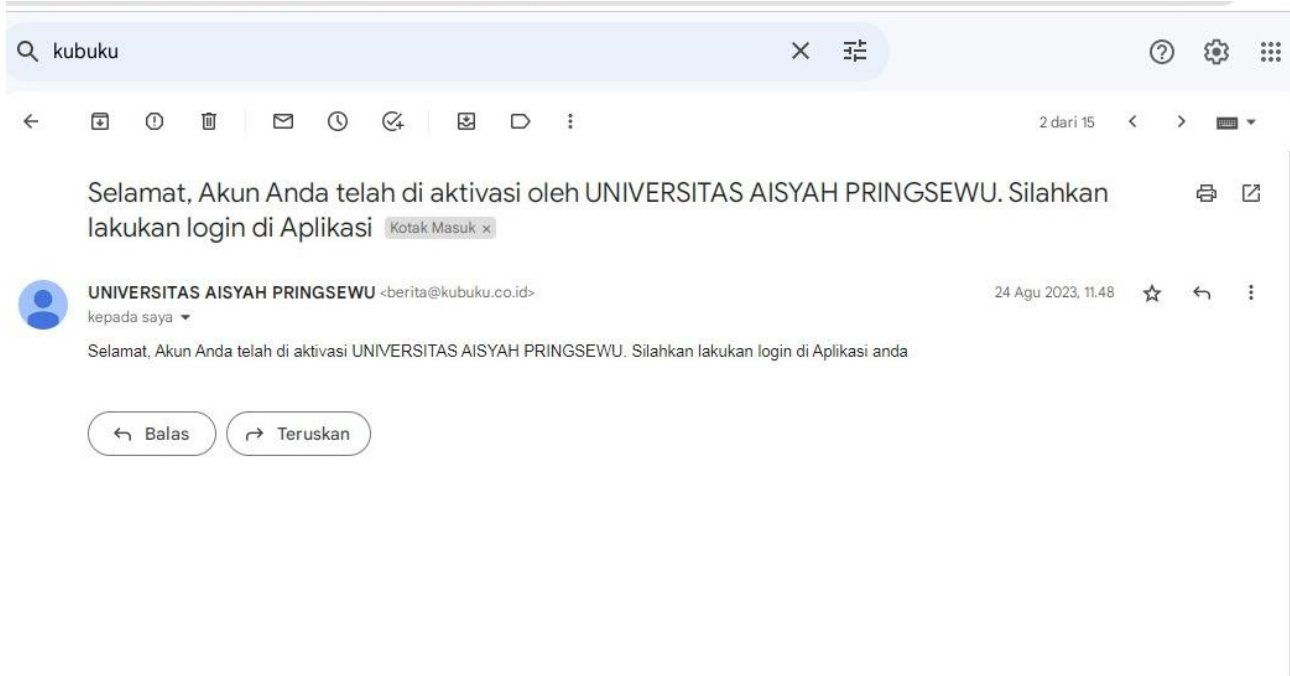 kubuku
2 dari 15
Selamat, Akun Anda telah di aktivasi oleh UNIVERSITAS AISYAH PRINGSEWU. Silahkan
lakukan login di Aplikasi Kotak Masuk ×
UNIVERSITAS AISYAH PRINGSEWU <berita@kubuku.co.id> 24 Agu 2023, 11.48
kepada saya
Selamat, Akun Anda telah di aktivasi UNIVERSITAS AISYAH PRINGSEWU. Silahkan lakukan login di Aplikasi anda
Balas Teruskan